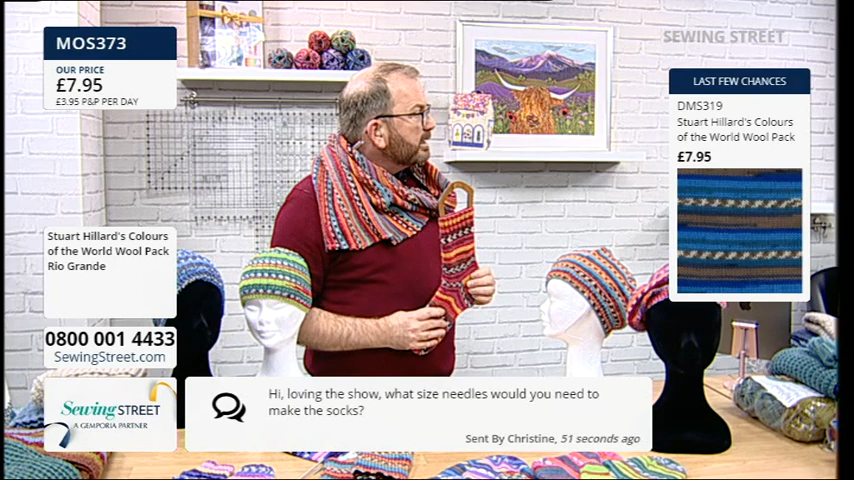 MOS373
OUR PRICE
£7.95
£3.95 P&P PER DAY
SEWING STREET
LAST FEW CHANCES
DMS319
Stuart Hillard's Colours
of the World Wool Pack
£7.95
Stuart Hillard's Colours
of the World Wool Pack
Rio Grande
0800 001 4433
SewingStreet.com
Sewing STREET
A GEMPORIA PARTNER
Hi, loving the show, what size needles would you need to
make the socks?
Sent By Christine, 51 seconds ago